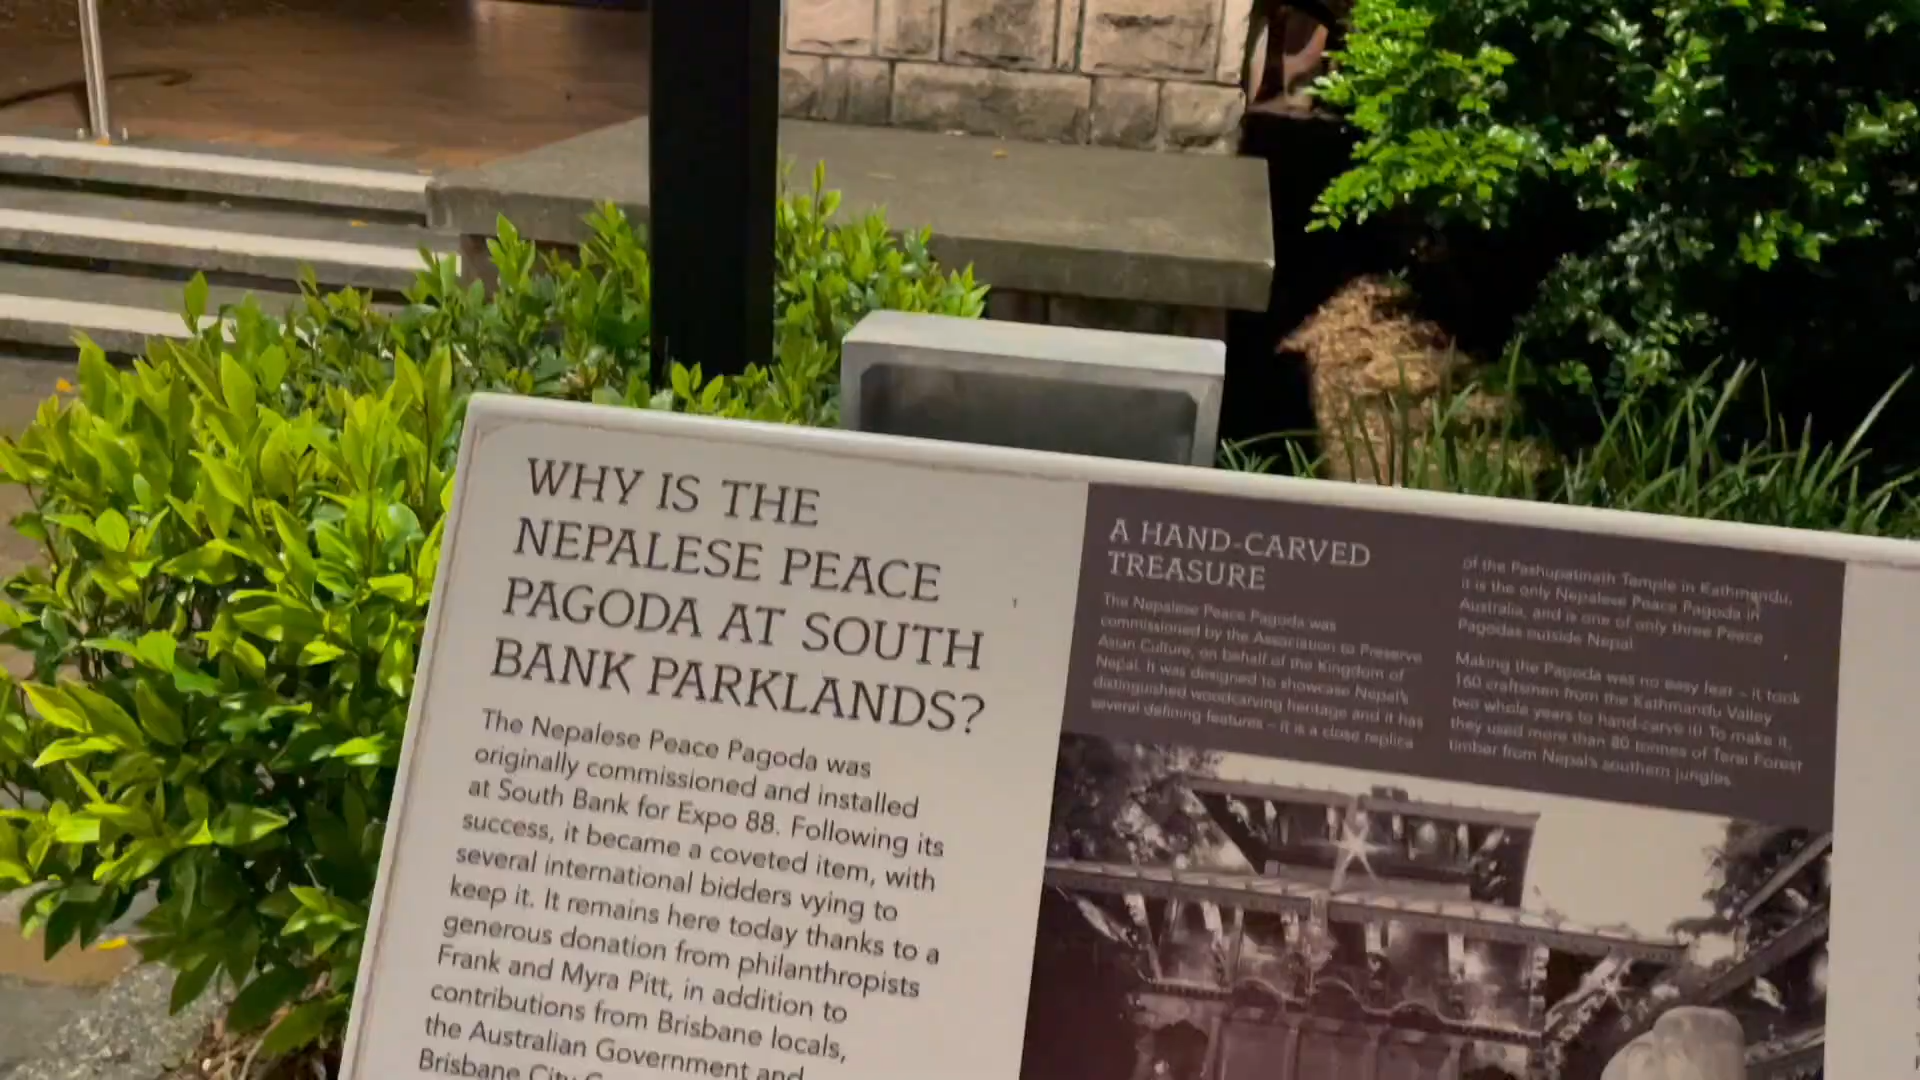 WHY IS THE
NEPALESE PEACE
PAGODA AT SOUTH
BANK PARKLANDS?
The Nepalese Peace Pagoda was
originally commissioned and installed
at South Bank for Expo 88. Following its
success, it became a coveted item, with
several international bidders vying to
keep it. It remains here today thanks to a
generous donation from philanthropists
Frank and Myra Pitt, in addition to
contributions from Brisbane locals,
the Australian Government and
Brisbane City
A HAND-CARVED
TREASURE
The Nepalese Peace Pagoda was
commissioned by the Association to Preserve
Asian Culture, on behalf of the Kingdom of
Nepal. It was designed to showcase Nepal's
distinguished woodcarving heritage and it has
several defining features – it is a close replica
of the Pashupatinath Temple in Kathmandu,
it is the only Nepalese Peace Pagoda in
Australia, and is one of only three Peace
Pagodas outside Nepal.
Making the Pagoda was no easy feat – it took
160 craftsmen from the Kathmandu Valley
two whole years to hand-carve it! To make it,
they used more than 80 tonnes of Terai Forest
timber from Nepal's southern jungles.